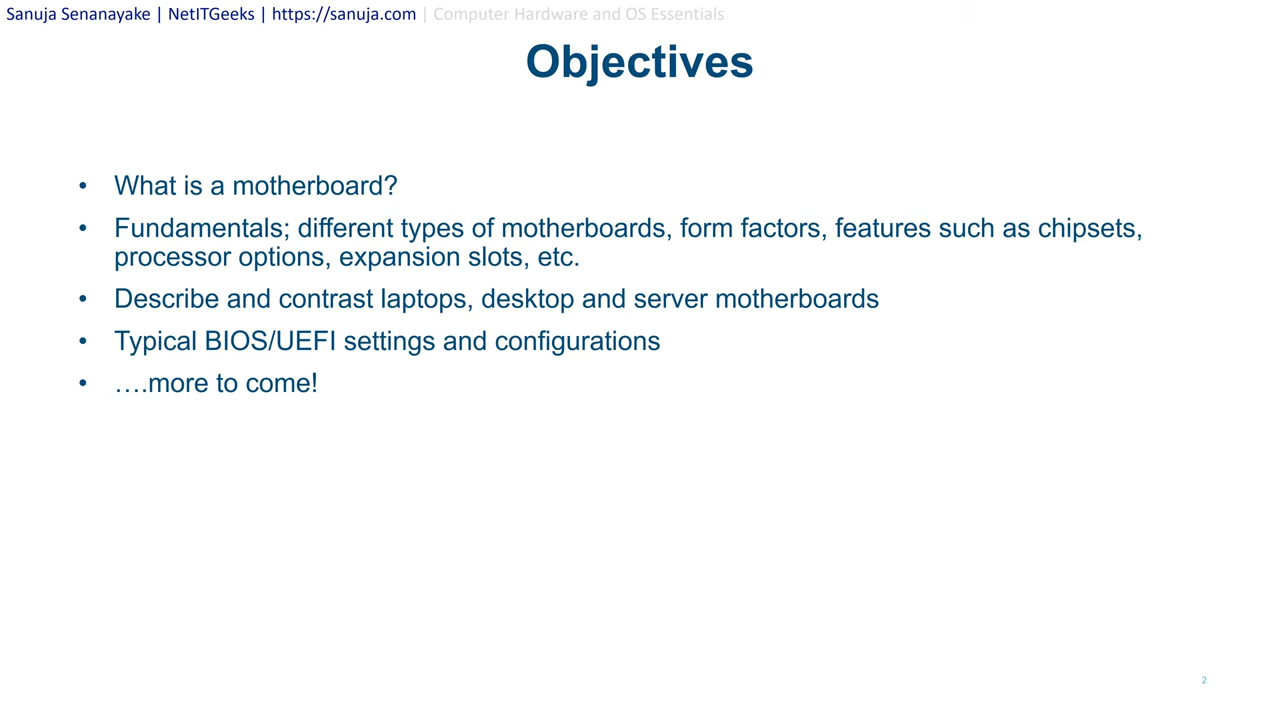 Sanuja Senanayake | NetITGeeks | https://sanuja.com | Computer Hardware and OS Essentials
Objectives
• What is a motherboard?
• Fundamentals; different types of motherboards, form factors, features such as chipsets,
processor options, expansion slots, etc.
• Describe and contrast laptops, desktop and server motherboards
• Typical BIOS/UEFI settings and configurations
• ….more to come!
2